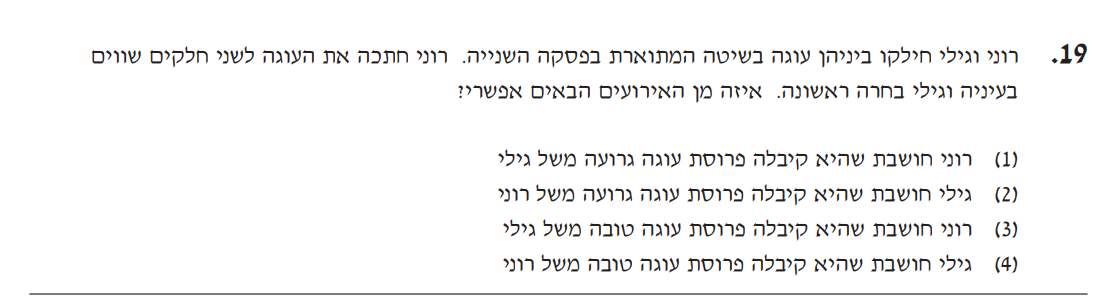 19. רוני וגילי חילקו ביניהן עוגה בשיטה המתוארת בפסקה השנייה. רוני חתכה את העוגה לשני חלקים שווים
בעיניה וגילי בחרה ראשונה. איזה מן האירועים הבאים אפשרי?
(1) רוני חושבת שהיא קיבלה פרוסת עוגה גרועה משל גילי
(2) גילי חושבת שהיא קיבלה פרוסת עוגה גרועה משל רוני
(3) רוני חושבת שהיא קיבלה פרוסת עוגה טובה משל גילי
(4) גילי חושבת שהיא קיבלה פרוסת עוגה טובה משל רוני